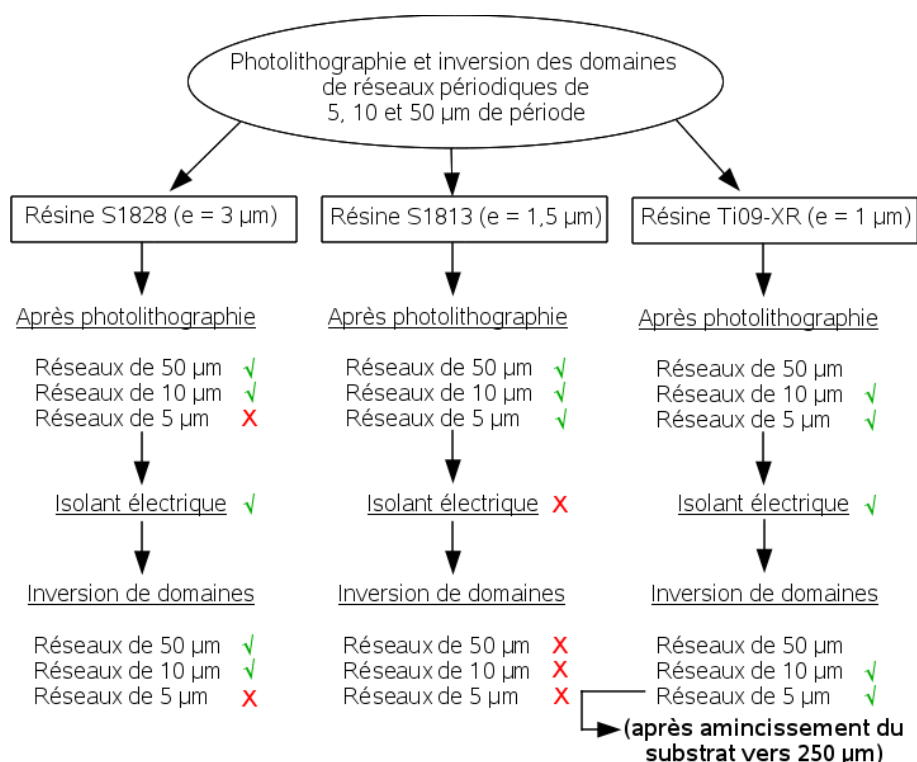 Photolithographie et inversion des domaines
de réseaux périodiques de
5, 10 et 50 µm de période
Résine S1828 (e = 3 µm)
Après photolithographie
Réseaux de 50 µm √
Réseaux de 10 µm √
Réseaux de 5 µm X
Isolant électrique √
Inversion de domaines
Réseaux de 50 µm √
Réseaux de 10 µm √
Réseaux de 5 µm X
Résine S1813 (e = 1,5 µm)
Après photolithographie
Réseaux de 50 µm √
Réseaux de 10 µm √
Réseaux de 5 µm √
Isolant électrique X
Inversion de domaines
Réseaux de 50 µm X
Réseaux de 10 µm X
Réseaux de 5 µm X
Résine Ti09-XR (e = 1 µm)
Après photolithographie
Réseaux de 50 µm
Réseaux de 10 µm √
Réseaux de 5 µm √
Isolant électrique √
Inversion de domaines
Réseaux de 50 µm
Réseaux de 10 µm √
Réseaux de 5 µm √
(après amincissement du
substrat vers 250 µm)